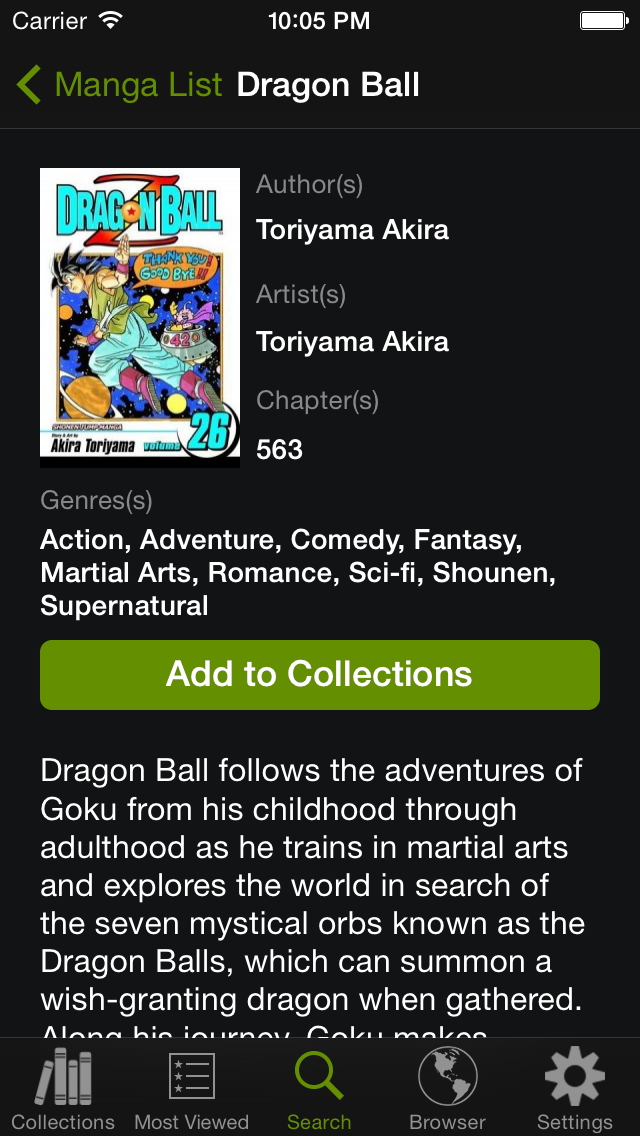 Carrier 10:05 PM
Manga List Dragon Ball
DRAGON BALL Z
THANK YOU!
GOOD BYE!!!
42
SHONEN JUMP MANGA
Story & Art by
Akira Toriyama volume 26
Author(s)
Toriyama Akira
Artist(s)
Toriyama Akira
Chapter(s)
563
Genres(s)
Action, Adventure, Comedy, Fantasy,
Martial Arts, Romance, Sci-fi, Shounen,
Supernatural
Add to Collections
Dragon Ball follows the adventures of
Goku from his childhood through
adulthood as he trains in martial arts
and explores the world in search of
the seven mystical orbs known as the
Dragon Balls, which can summon a
wish-granting dragon when gathered.
Along his journey, Goku makes
Collections Most Viewed Search Browser Settings